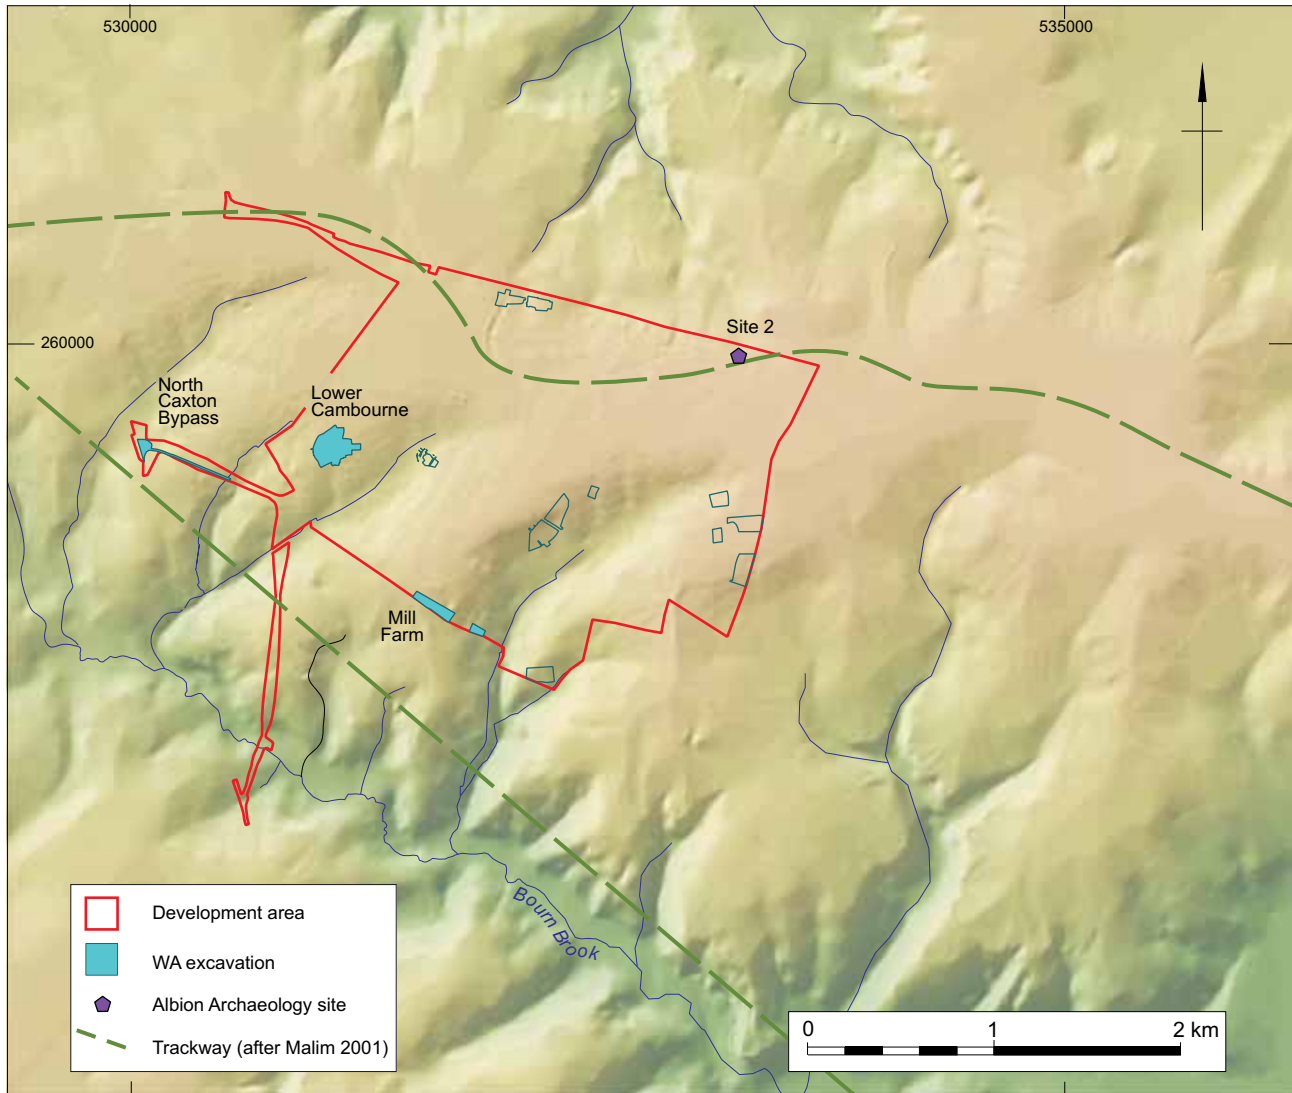 530000
535000
260000
Site 2
North
Caxton
Bypass
Lower
Cambourne
Mill
Farm
Bourn Brook
Development area
WA excavation
Albion Archaeology site
Trackway (after Malim 2001)
0 1 2 km